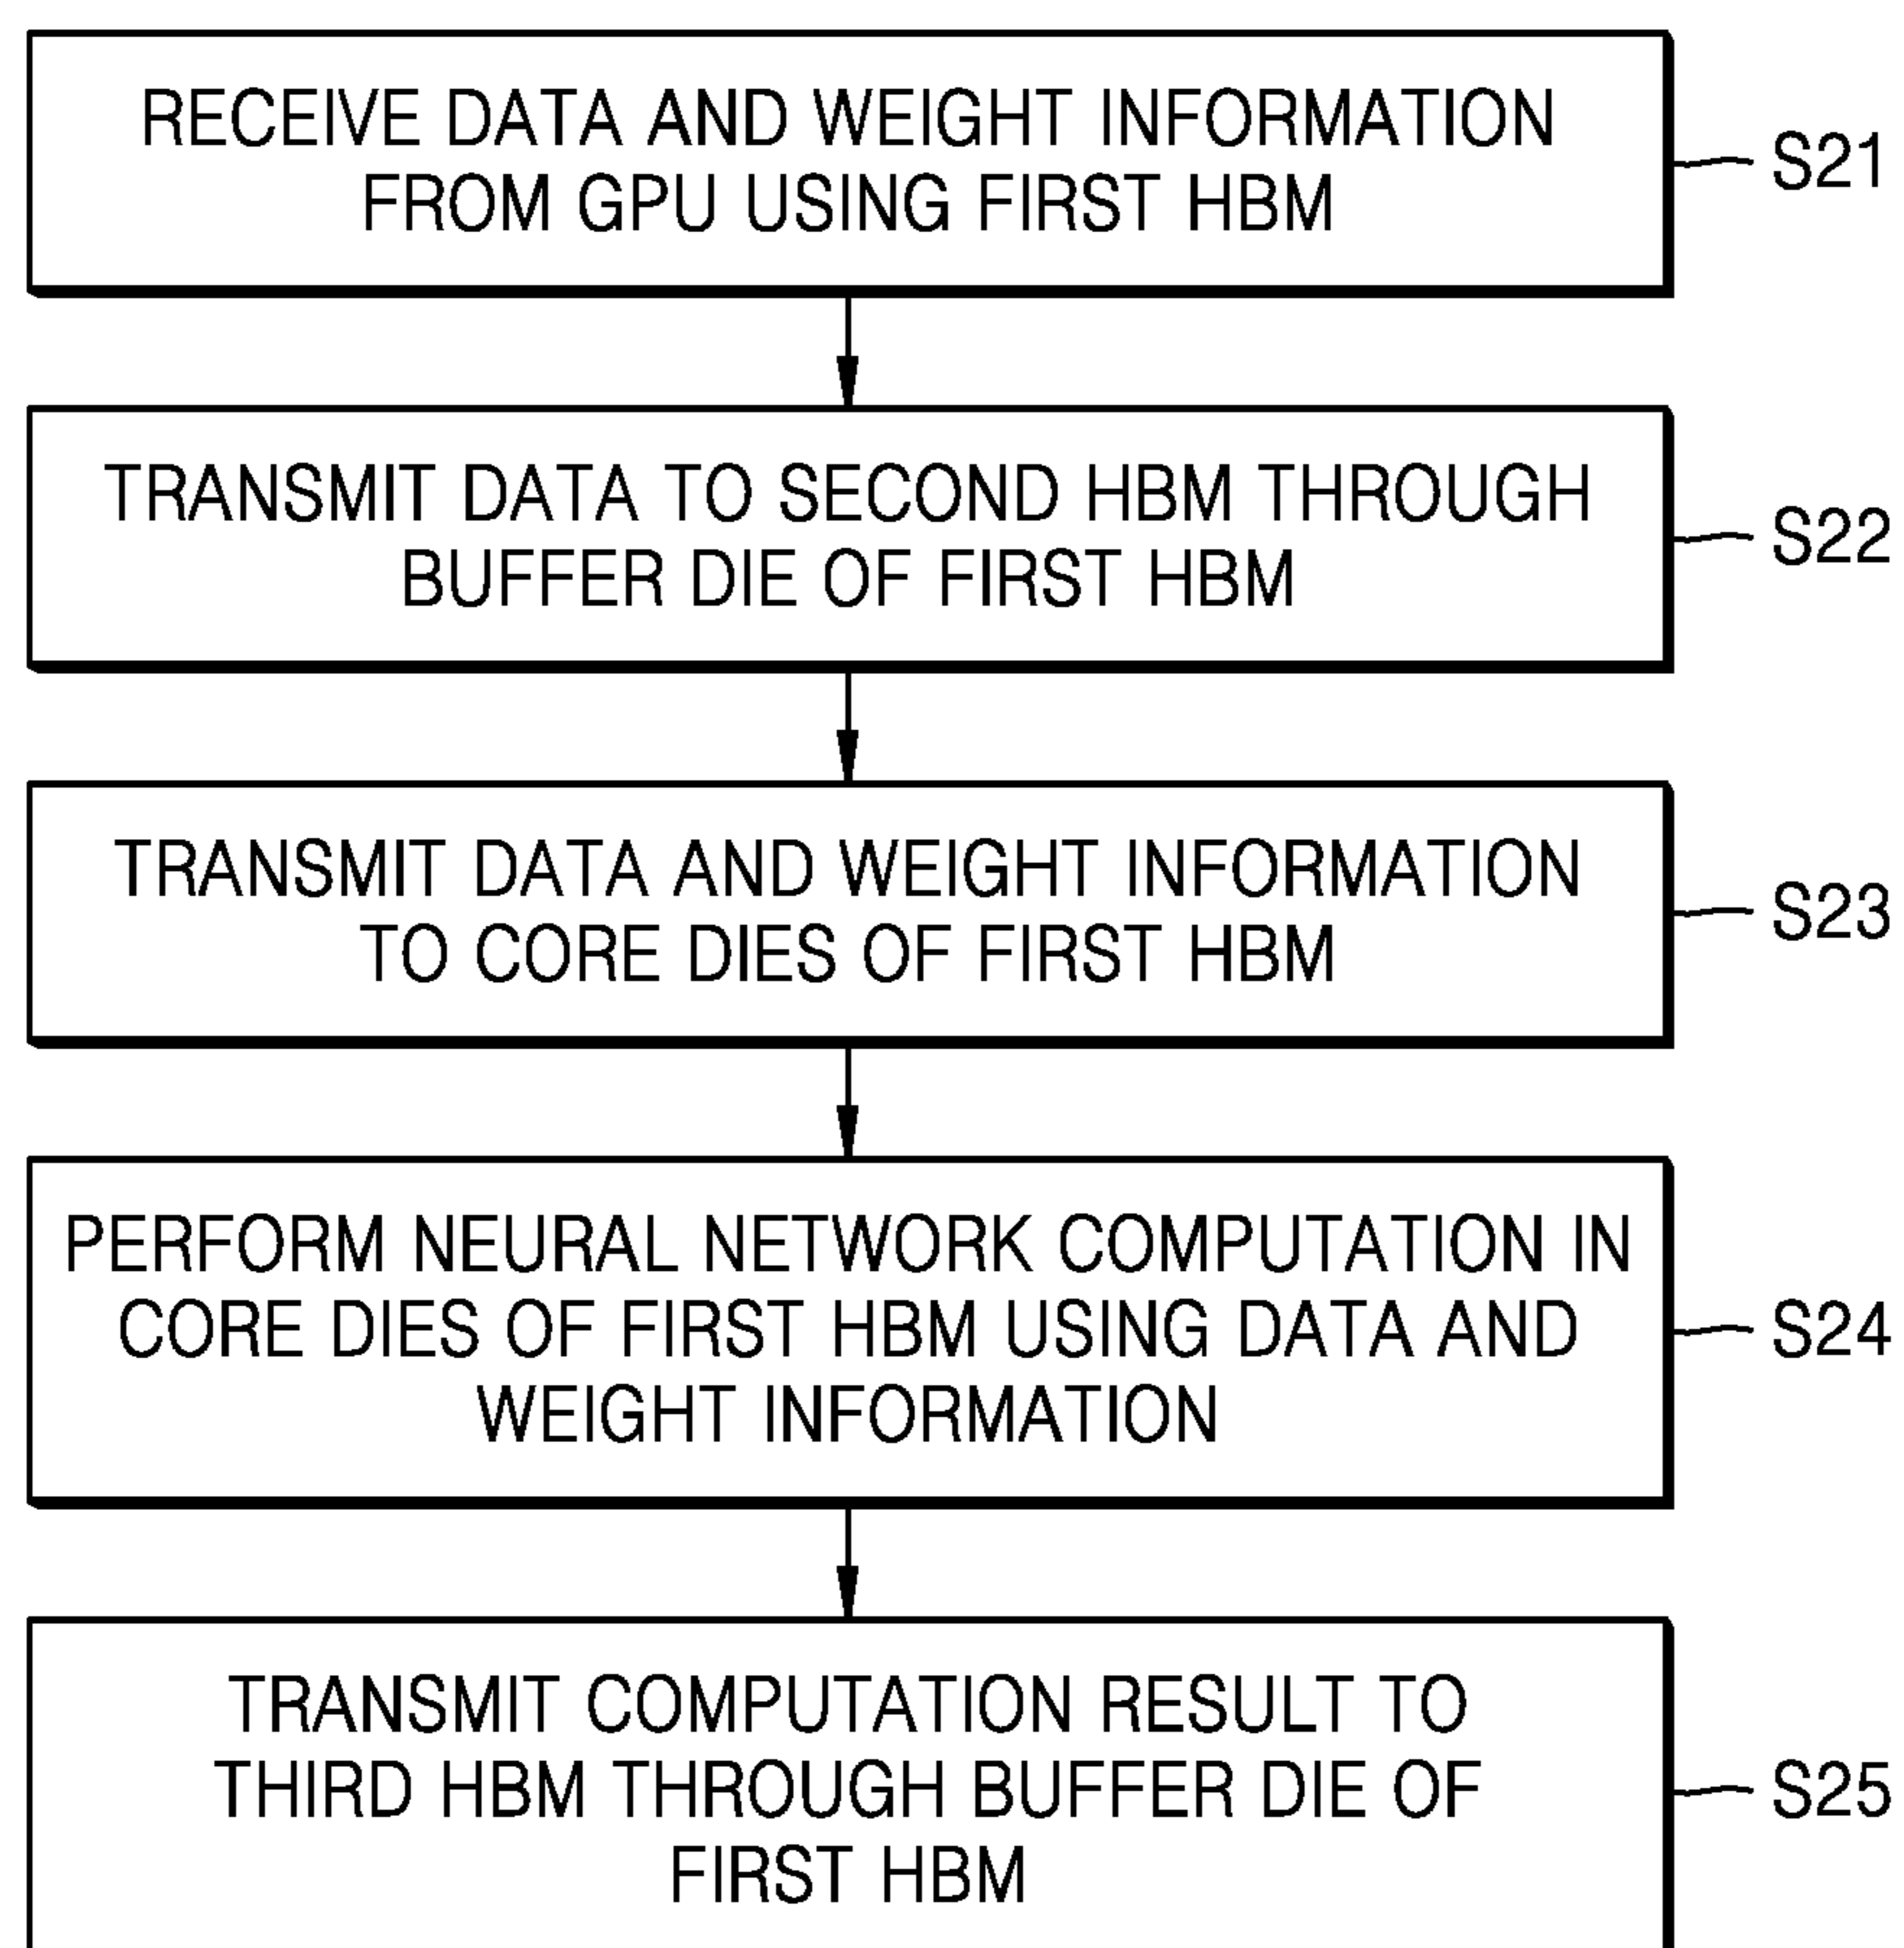 RECEIVE DATA AND WEIGHT INFORMATION
FROM GPU USING FIRST HBM
S21
TRANSMIT DATA TO SECOND HBM THROUGH
BUFFER DIE OF FIRST HBM
S22
TRANSMIT DATA AND WEIGHT INFORMATION
TO CORE DIES OF FIRST HBM
S23
PERFORM NEURAL NETWORK COMPUTATION IN
CORE DIES OF FIRST HBM USING DATA AND
WEIGHT INFORMATION
S24
TRANSMIT COMPUTATION RESULT TO
THIRD HBM THROUGH BUFFER DIE OF
FIRST HBM
S25